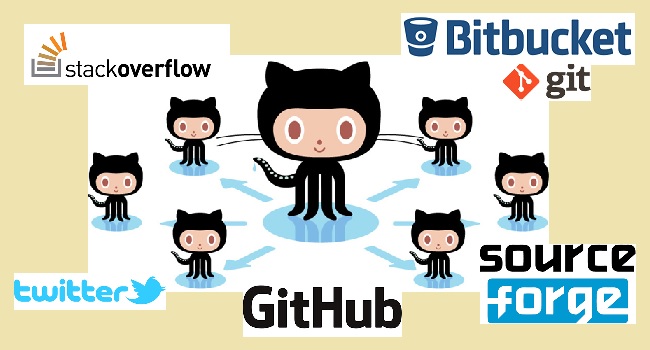 stackoverflow
Bitbucket
git
twitter
GitHub
source
forge